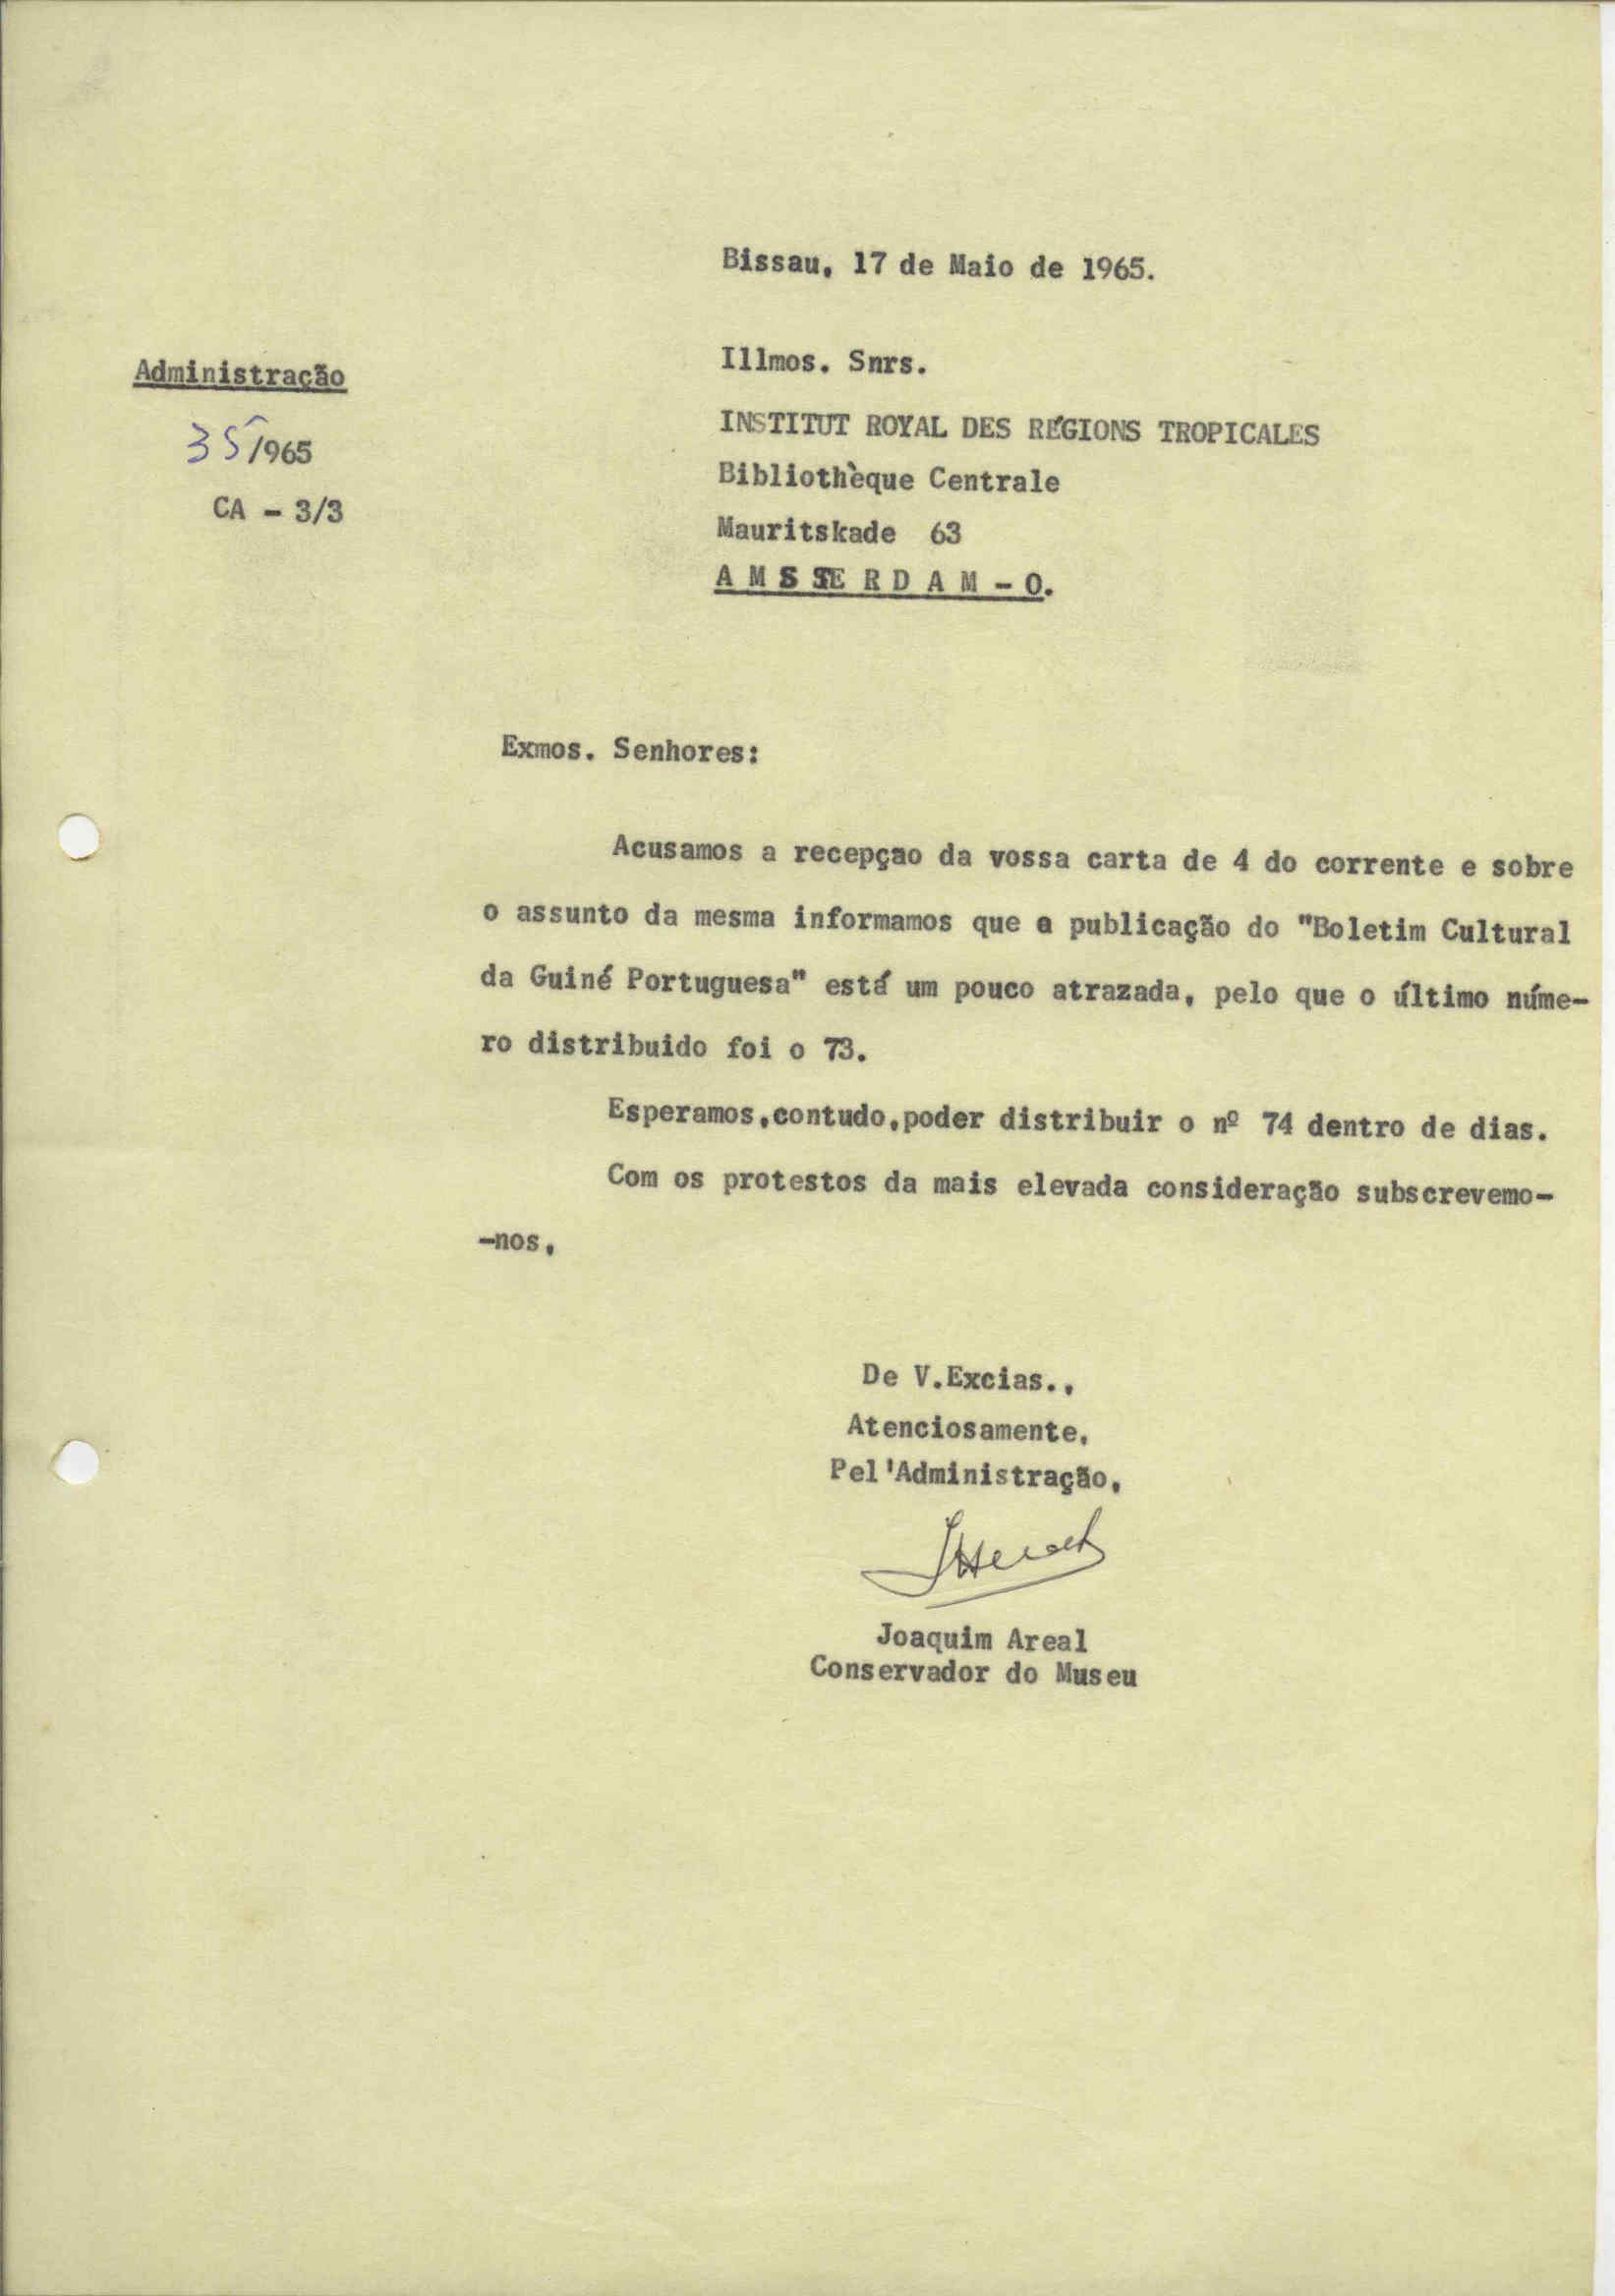 Bissau, 17 de Maio de 1965.
Administração
35/965
CA - 3/3
Illmos. Snrs.
INSTITUT ROYAL DES RÉGIONS TROPICALES
Bibliothèque Centrale
Mauritskade 63
A M S T E R D A M - O.
Exmos. Senhores:
Acusamos a recepçao da vossa carta de 4 do corrente e sobre
o assunto da mesma informamos que a publicação do "Boletim Cultural
da Guiné Portuguesa" está um pouco atrazada, pelo que o último núme-
ro distribuido foi o 73.
Esperamos,contudo,poder distribuir o nº 74 dentro de dias.
Com os protestos da mais elevada consideração subscrevemo-
-nos,
De V.Excias.,
Atenciosamente,
Pel'Administração,
Joaquim Areal
Conservador do Museu